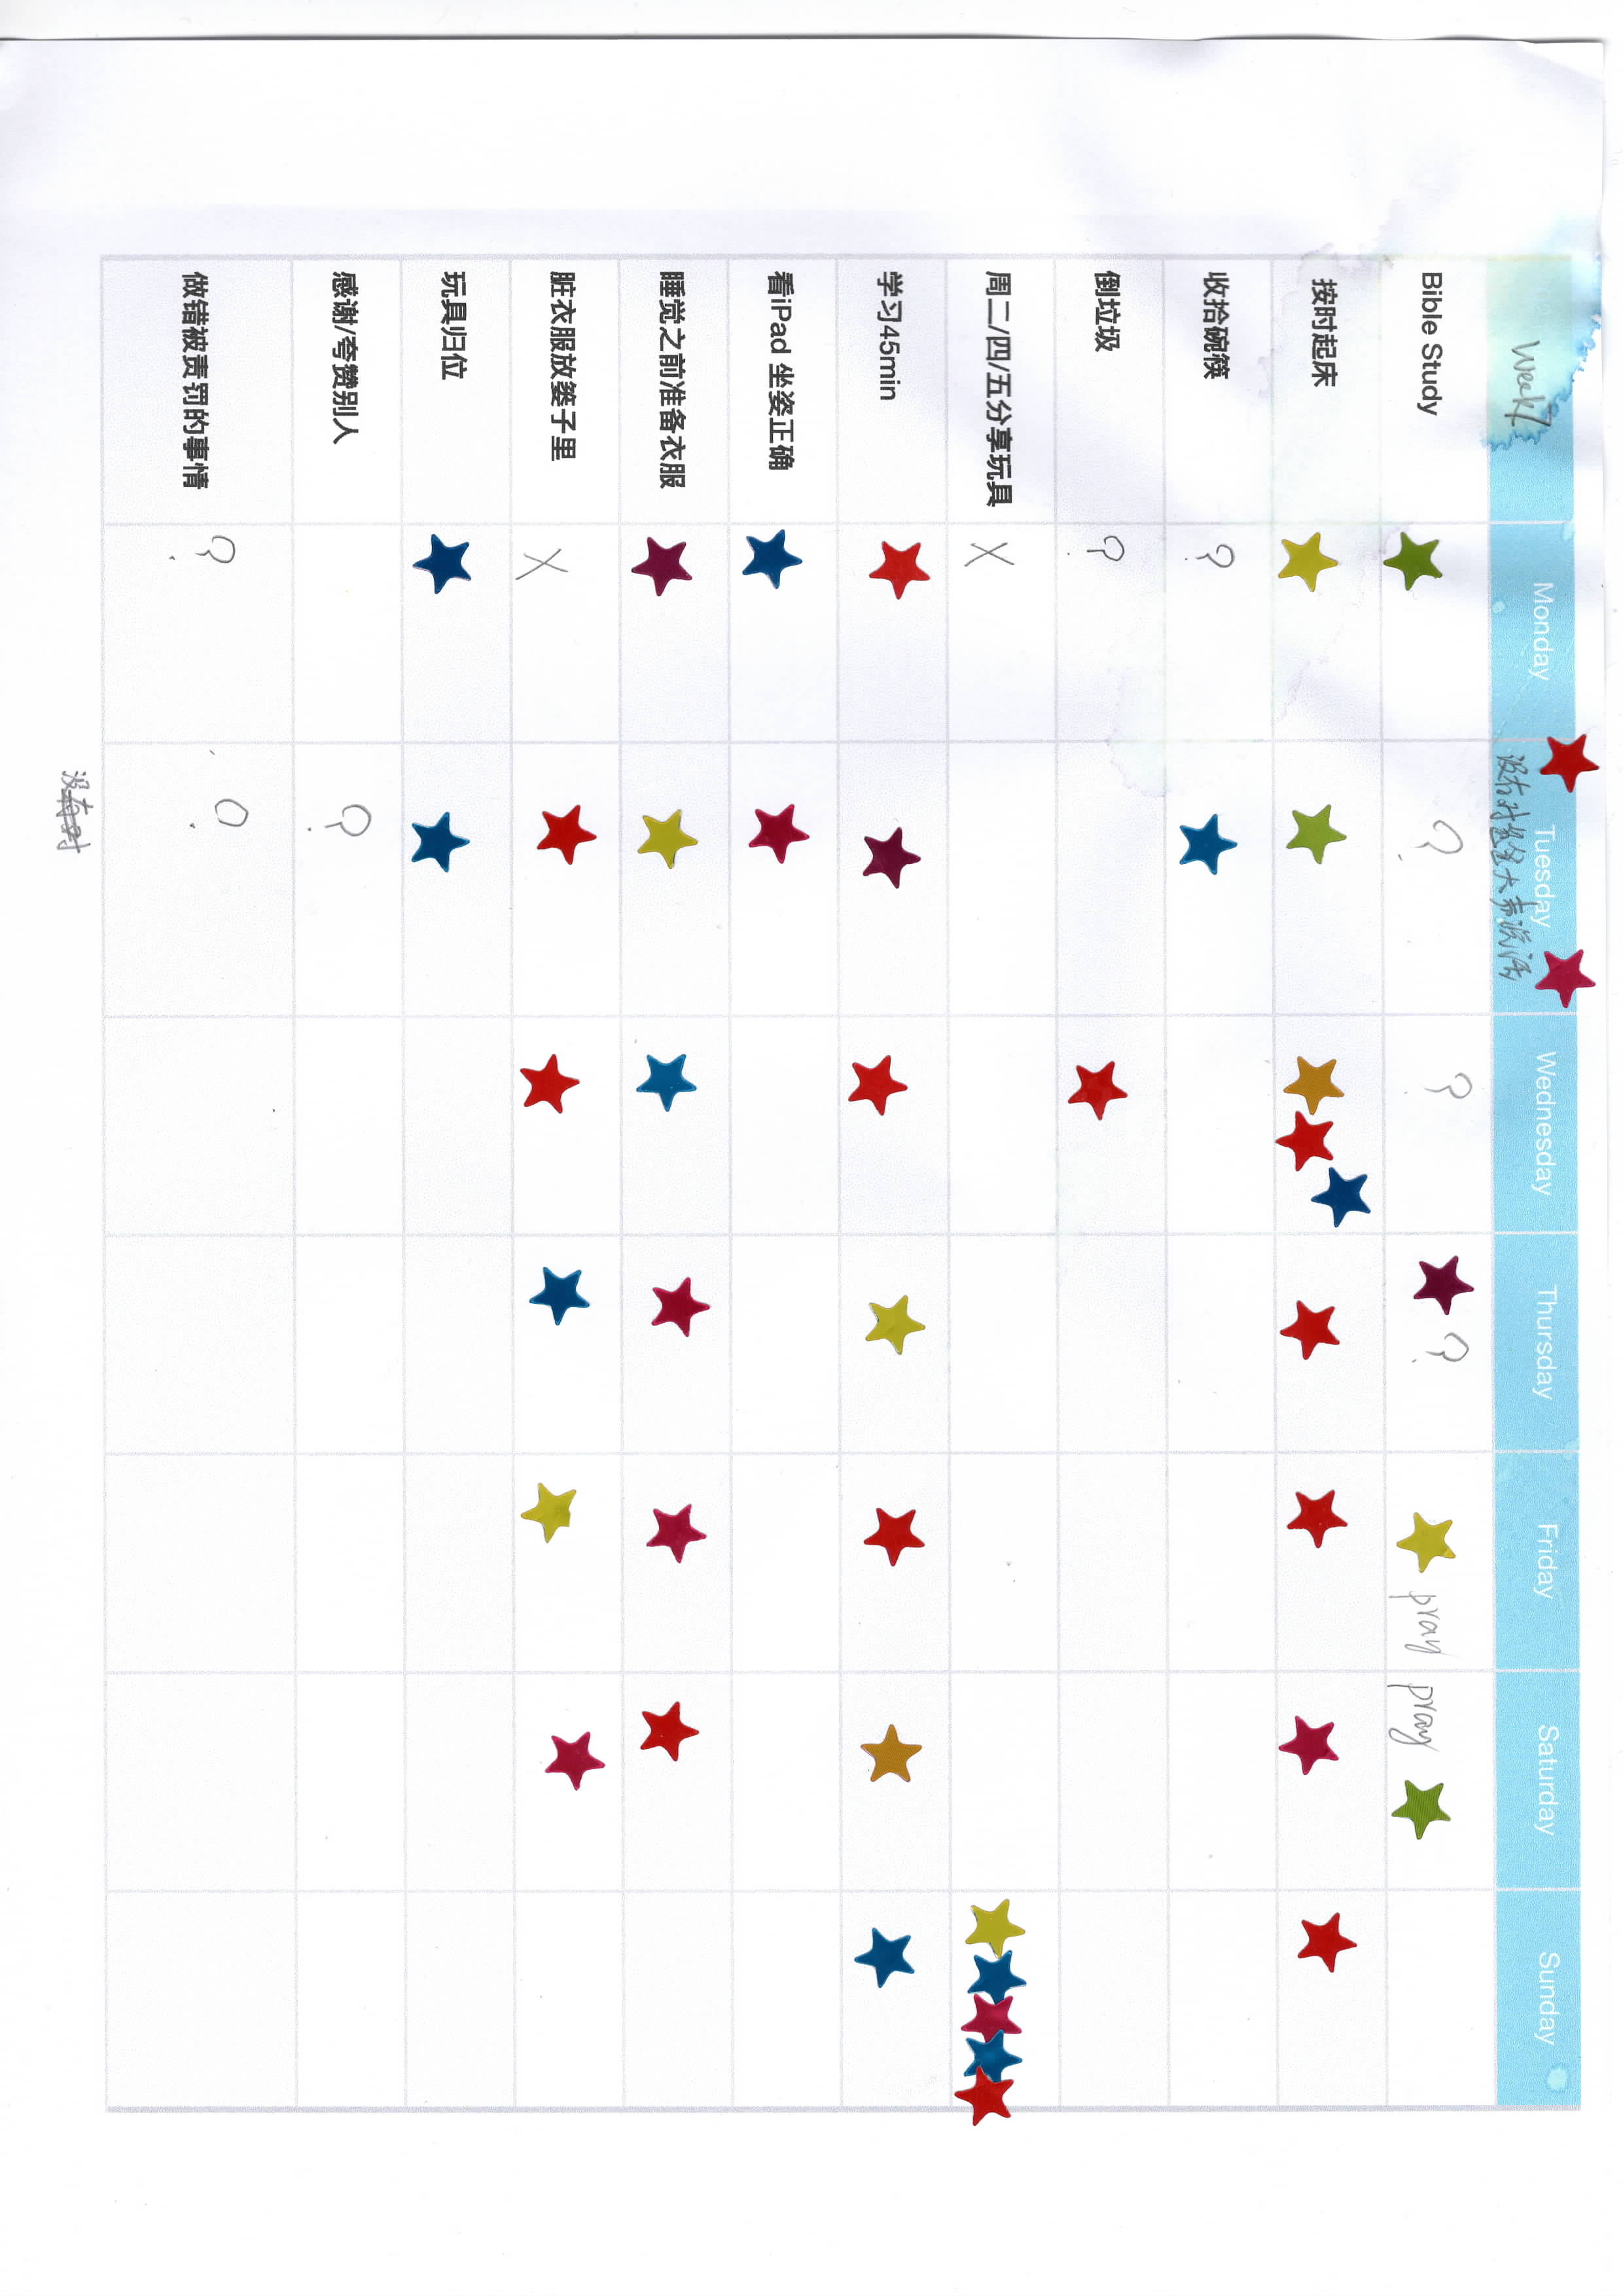 Week7 Monday Tuesday Wednesday Thursday Friday Saturday Sunday
没有对爸爸大声说话
Bible Study ? ? ? pray pray
按时起床
收拾碗筷 ?
倒垃圾 ?
周二/四/五分享玩具 X
学习45min
看iPad 坐姿正确
睡觉之前准备衣服
脏衣服放篓子里 X
玩具归位
感谢/夸赞别人 ?
做错被责罚的事情 ? ?
没有对